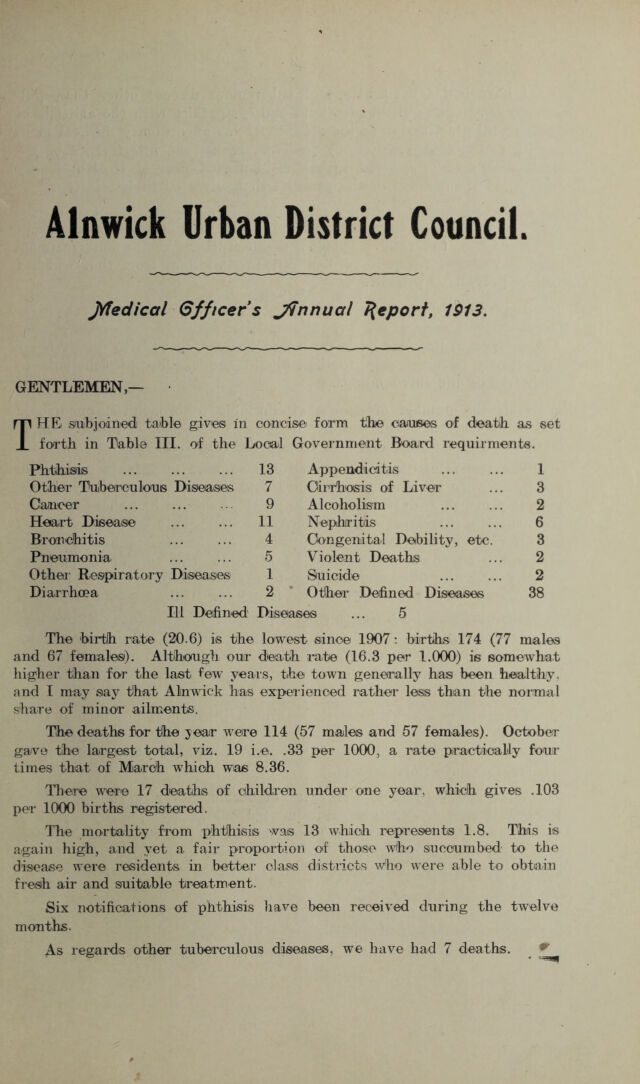 Alnwick Urban District Council.
Medical Officer's Annual Report, 1913.
GENTLEMEN,—
THE subjoined table gives in concise form the causes of death as set
forth in Table III. of the Local Government Board requirments.
Phthisis ... ... ... 13 Appendicitis ... ... 1
Other Tuberculous Diseases 7 Cirrhosis of Liver ... 3
Cancer ... ... ... 9 Alcoholism ... ... 2
Heart Disease ... ... 11 Nephritis ... ... 6
Bronchitis ... ... 4 Congenital Debility, etc. 3
Pneumonia ... ... 5 Violent Deaths ... 2
Other Respiratory Diseases 1 Suicide ... ... 2
Diarrhœa ... ... 2 Other Defined Diseases 38
Ill Defined Diseases ... 5
The birth rate (20.6) is the lowest since 1907: births 174 (77 males
and 67 females). Although our death rate (16.3 per 1.000) is somewhat
higher than for the last few years, the town generally has been healthy,
and I may say that Alnwick has experienced rather less than the normal
share of minor ailments.
The deaths for the year were 114 (57 males and 57 females). October
gave the largest total, viz. 19 i.e. .33 per 1000, a rate practically four
times that of March which was 8.36.
There were 17 deaths of children under one year, which gives .103
per 1000 births registered.
The mortality from phthisis was 13 which represents 1.8. This is
again high, and yet a fair proportion of those who succumbed to the
disease were residents in better class districts who were able to obtain
fresh air and suitable treatment.
Six notifications of phthisis have been received during the twelve
months.
As regards other tuberculous diseases, we have had 7 deaths.